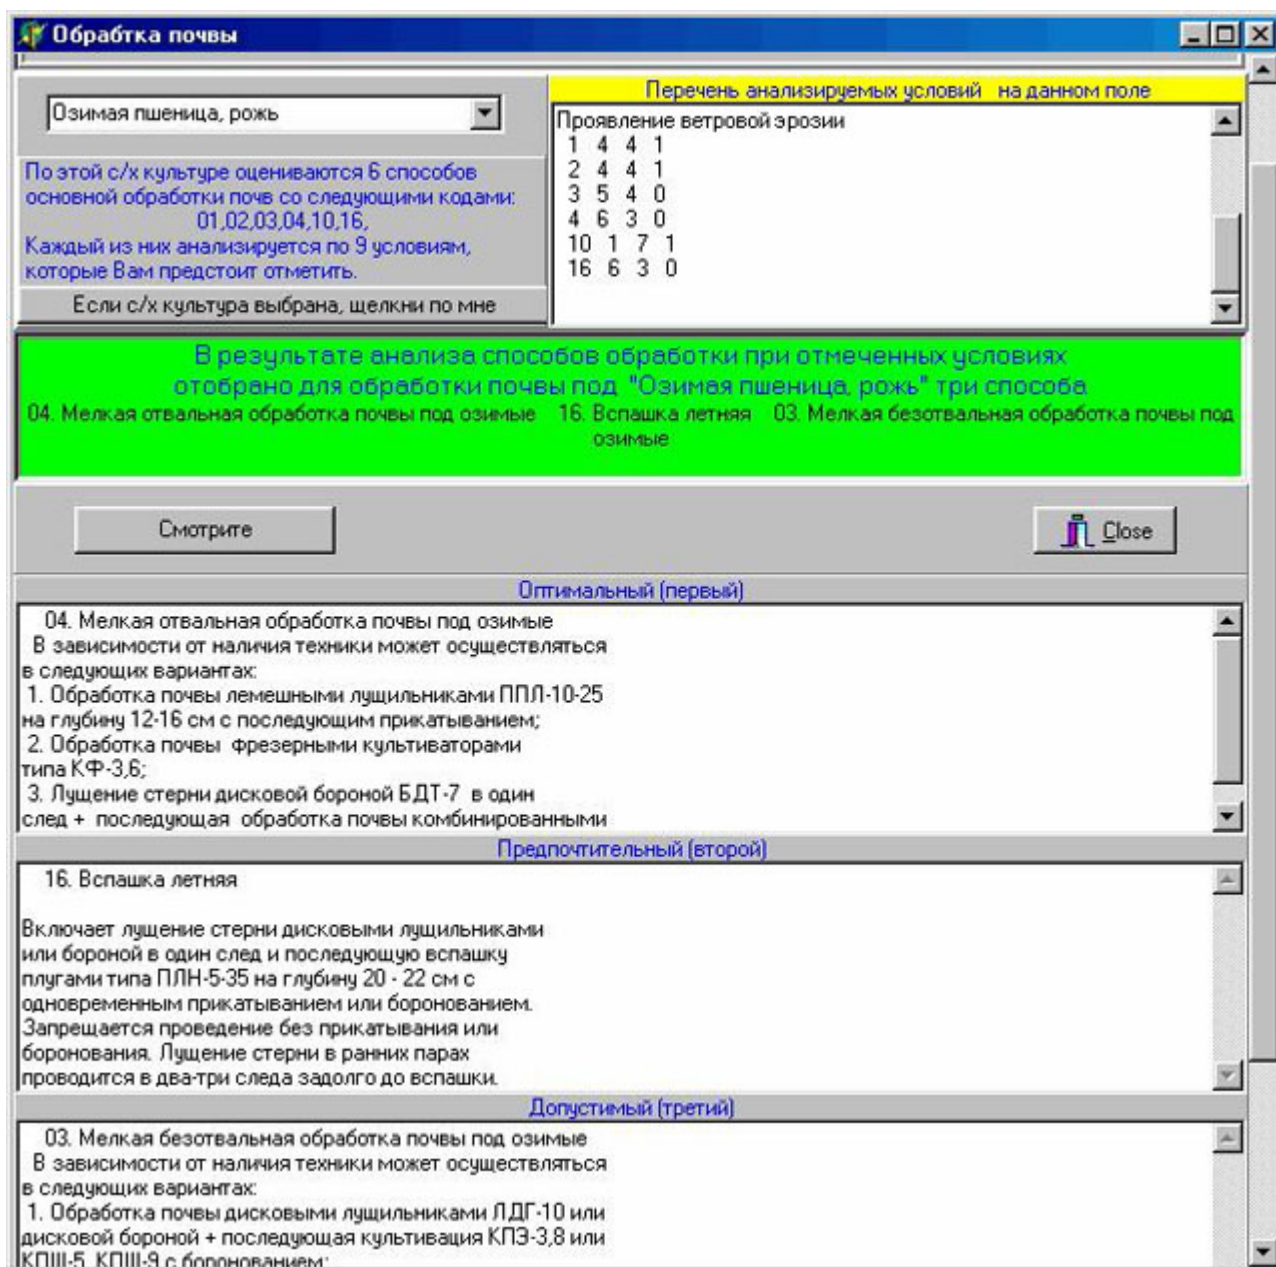 Обрабтка почвы
Озимая пшеница, рожь
По этой с/х культуре оцениваются 6 способов
основной обработки почв со следующими кодами:
01,02,03,04,10,16,
Каждый из них анализируется по 9 условиям,
которые Вам предстоит отметить.
Если с/х культура выбрана, щелкни по мне
Перечень анализируемых условий на данном поле
Проявление ветровой эрозии
1 4 4 1
2 4 4 1
3 5 4 0
4 6 3 0
10 1 7 1
16 6 3 0
В результате анализа способов обработки при отмеченных условиях
отобрано для обработки почвы под "Озимая пшеница, рожь" три способа
04. Мелкая отвальная обработка почвы под озимые 16. Вспашка летняя 03. Мелкая безотвальная обработка почвы под
озимые
Смотрите
Close
Оптимальный (первый)
04. Мелкая отвальная обработка почвы под озимые
В зависимости от наличия техники может осуществляться
в следующих вариантах:
1. Обработка почвы лемешными лущильниками ППЛ-10-25
на глубину 12-16 см с последующим прикатыванием;
2. Обработка почвы фрезерными культиваторами
типа КФ-3,6;
3. Лущение стерни дисковой бороной БДТ-7 в один
след + последующая обработка почвы комбинированными
Предпочтительный (второй)
16. Вспашка летняя
Включает лущение стерни дисковыми лущильниками
или бороной в один след и последующую вспашку
плугами типа ПЛН-5-35 на глубину 20 - 22 см с
одновременным прикатыванием или боронованием.
Запрещается проведение без прикатывания или
боронования. Лущение стерни в ранних парах
проводится в два-три следа задолго до вспашки.
Допустимый (третий)
03. Мелкая безотвальная обработка почвы под озимые
В зависимости от наличия техники может осуществляться
в следующих вариантах:
1. Обработка почвы дисковыми лущильниками ЛДГ-10 или
дисковой бороной + последующая культивация КПЭ-3,8 или
КПШ-5, КПШ-9 с боронованием;